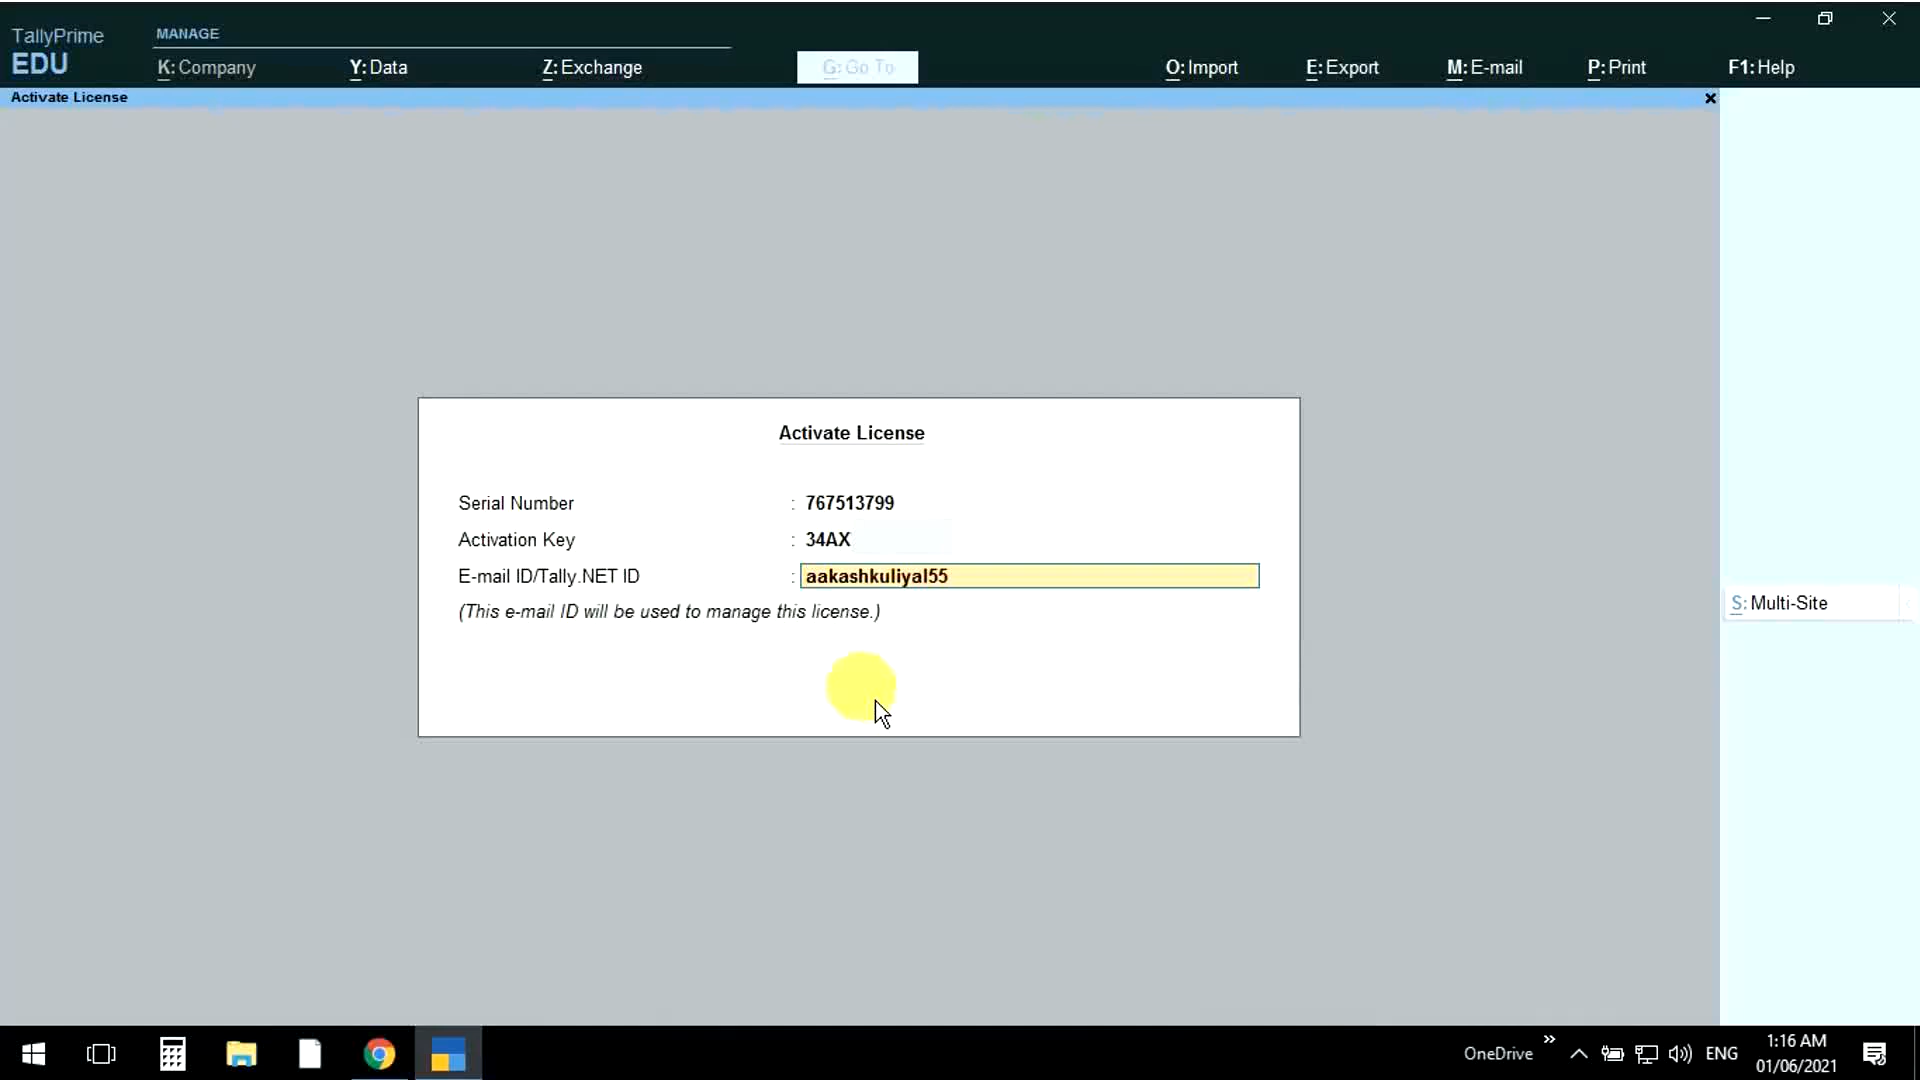 TallyPrime
EDU
MANAGE
K: Company
Y: Data
Z: Exchange
G: Go To
O: Import
E: Export
M: E-mail
P: Print
F1: Help
Activate License
Activate License
Serial Number : 767513799
Activation Key : 34AX
E-mail ID/Tally.NET ID : aakashkuliyal55
(This e-mail ID will be used to manage this license.)
S: Multi-Site
OneDrive
ENG
1:16 AM
01/06/2021